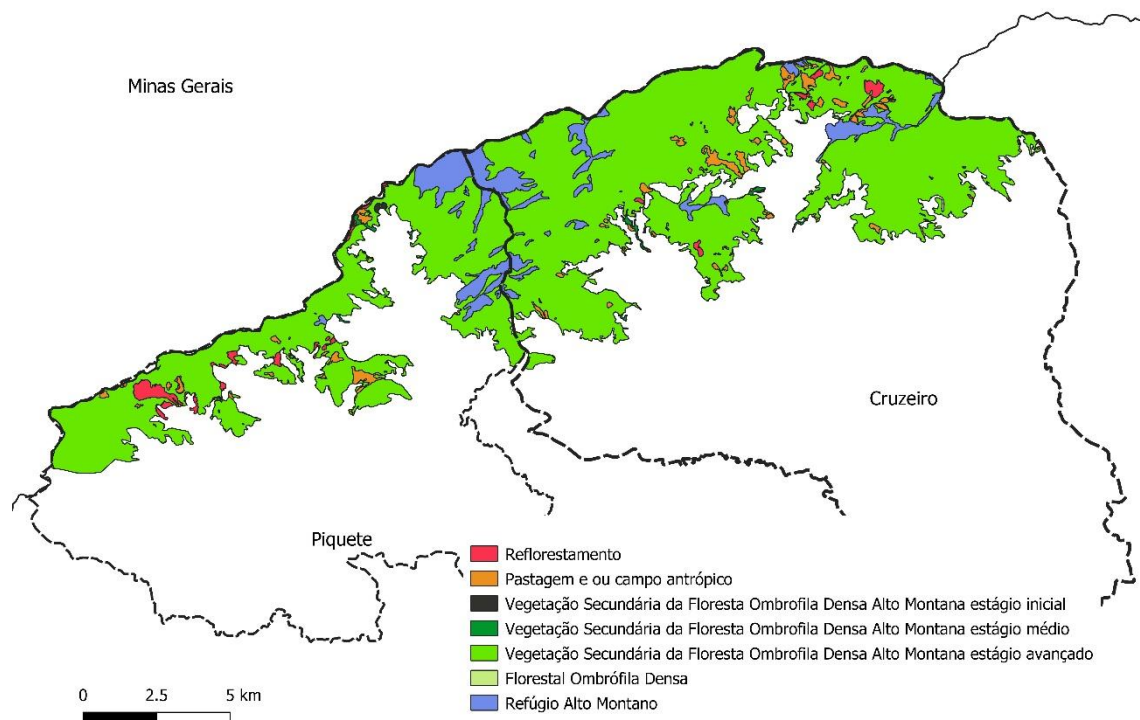 Minas Gerais
Cruzeiro
Piquete
Reflorestamento
Pastagem e ou campo antrópico
Vegetação Secundária da Floresta Ombrofila Densa Alto Montana estágio inicial
Vegetação Secundária da Floresta Ombrofila Densa Alto Montana estágio médio
Vegetação Secundária da Floresta Ombrofila Densa Alto Montana estágio avançado
Florestal Ombrófila Densa
Refúgio Alto Montano
0 2.5 5 km